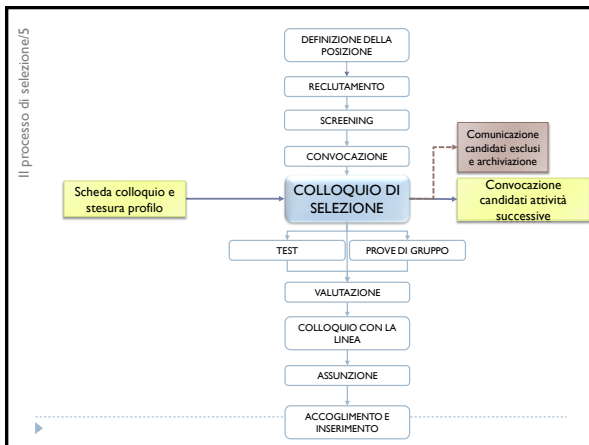 Il processo di selezione/5
DEFINIZIONE DELLA
POSIZIONE
RECLUTAMENTO
SCREENING
CONVOCAZIONE
Comunicazione
candidati esclusi
e archiviazione
Scheda colloquio e
stesura profilo
COLLOQUIO DI
SELEZIONE
Convocazione
candidati attività
successive
TEST
PROVE DI GRUPPO
VALUTAZIONE
COLLOQUIO CON LA
LINEA
ASSUNZIONE
ACCOGLIMENTO E
INSERIMENTO